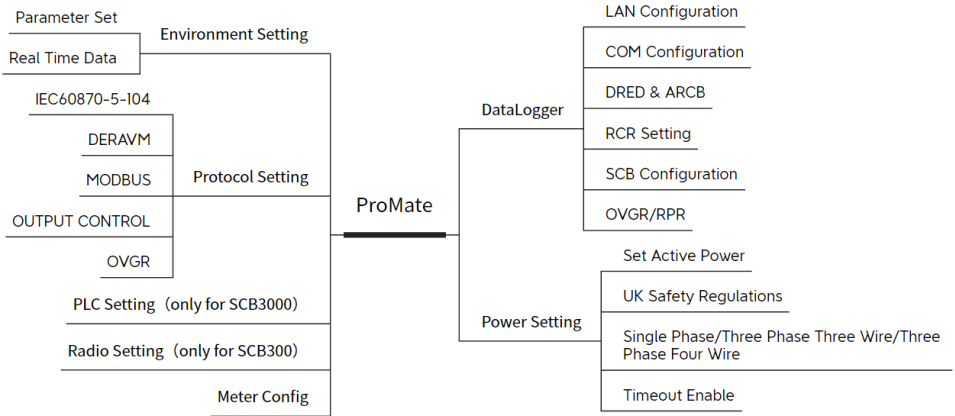 Parameter Set
Real Time Data
Environment Setting
IEC60870-5-104
DERAVM
MODBUS
OUTPUT CONTROL
OVGR
Protocol Setting
PLC Setting（only for SCB3000）
Radio Setting（only for SCB300）
Meter Config
ProMate
DataLogger
LAN Configuration
COM Configuration
DRED & ARCB
RCR Setting
SCB Configuration
OVGR/RPR
Power Setting
Set Active Power
UK Safety Regulations
Single Phase/Three Phase Three Wire/Three
Phase Four Wire
Timeout Enable